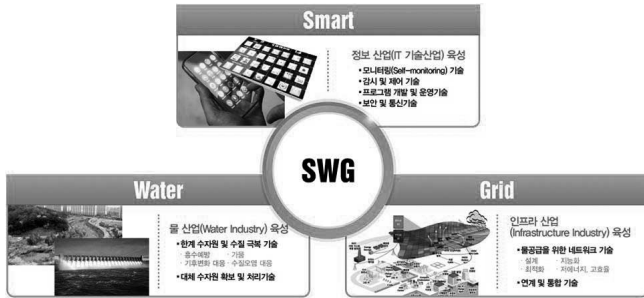 Smart
정보 산업(IT 기술산업) 육성
• 모니터링(Self-monitoring) 기술
• 감시 및 제어 기술
• 프로그램 개발 및 운영기술
• 보안 및 통신기술
SWG
Water
물 산업(Water Industry) 육성
• 한계 수자원 및 수질 극복 기술
· 홍수예방 · 가뭄
· 기후변화 대응 · 수질오염 대응
• 대체 수자원 확보 및 처리기술
Grid
인프라 산업
(Infrastructure Industry) 육성
• 물공급을 위한 네트워크 기술
· 설계 · 지능화
· 최적화 · 저에너지, 고효율
• 연계 및 통합 기술